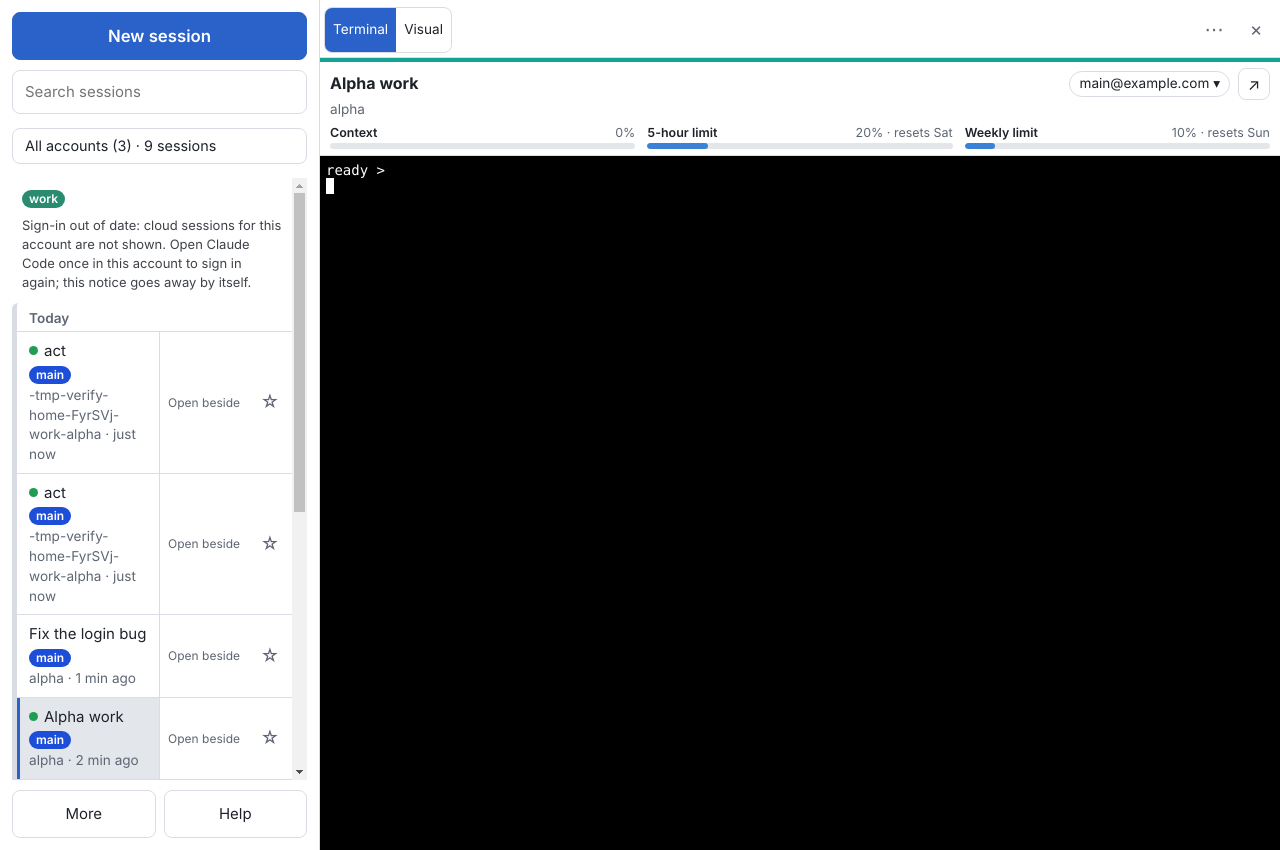 New session
Search sessions
All accounts (3) · 9 sessions
work
Sign-in out of date: cloud sessions for this
account are not shown. Open Claude
Code once in this account to sign in
again; this notice goes away by itself.
Today
act
main
-tmp-verify-
home-FyrSVj-
work-alpha · just
now
Open beside ☆
act
main
-tmp-verify-
home-FyrSVj-
work-alpha · just
now
Open beside ☆
Fix the login bug
main
alpha · 1 min ago
Open beside ☆
Alpha work
main
alpha · 2 min ago
Open beside ☆
More
Help
Terminal Visual
··· ×
Alpha work
main@example.com ▾ ↗
alpha
Context 0%
5-hour limit 20% · resets Sat
Weekly limit 10% · resets Sun
ready >